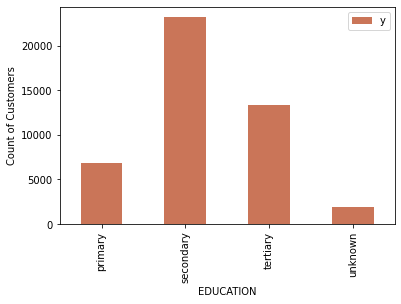 y
20000
15000
10000
5000
0
Count of Customers
primary
secondary
tertiary
unknown
EDUCATION